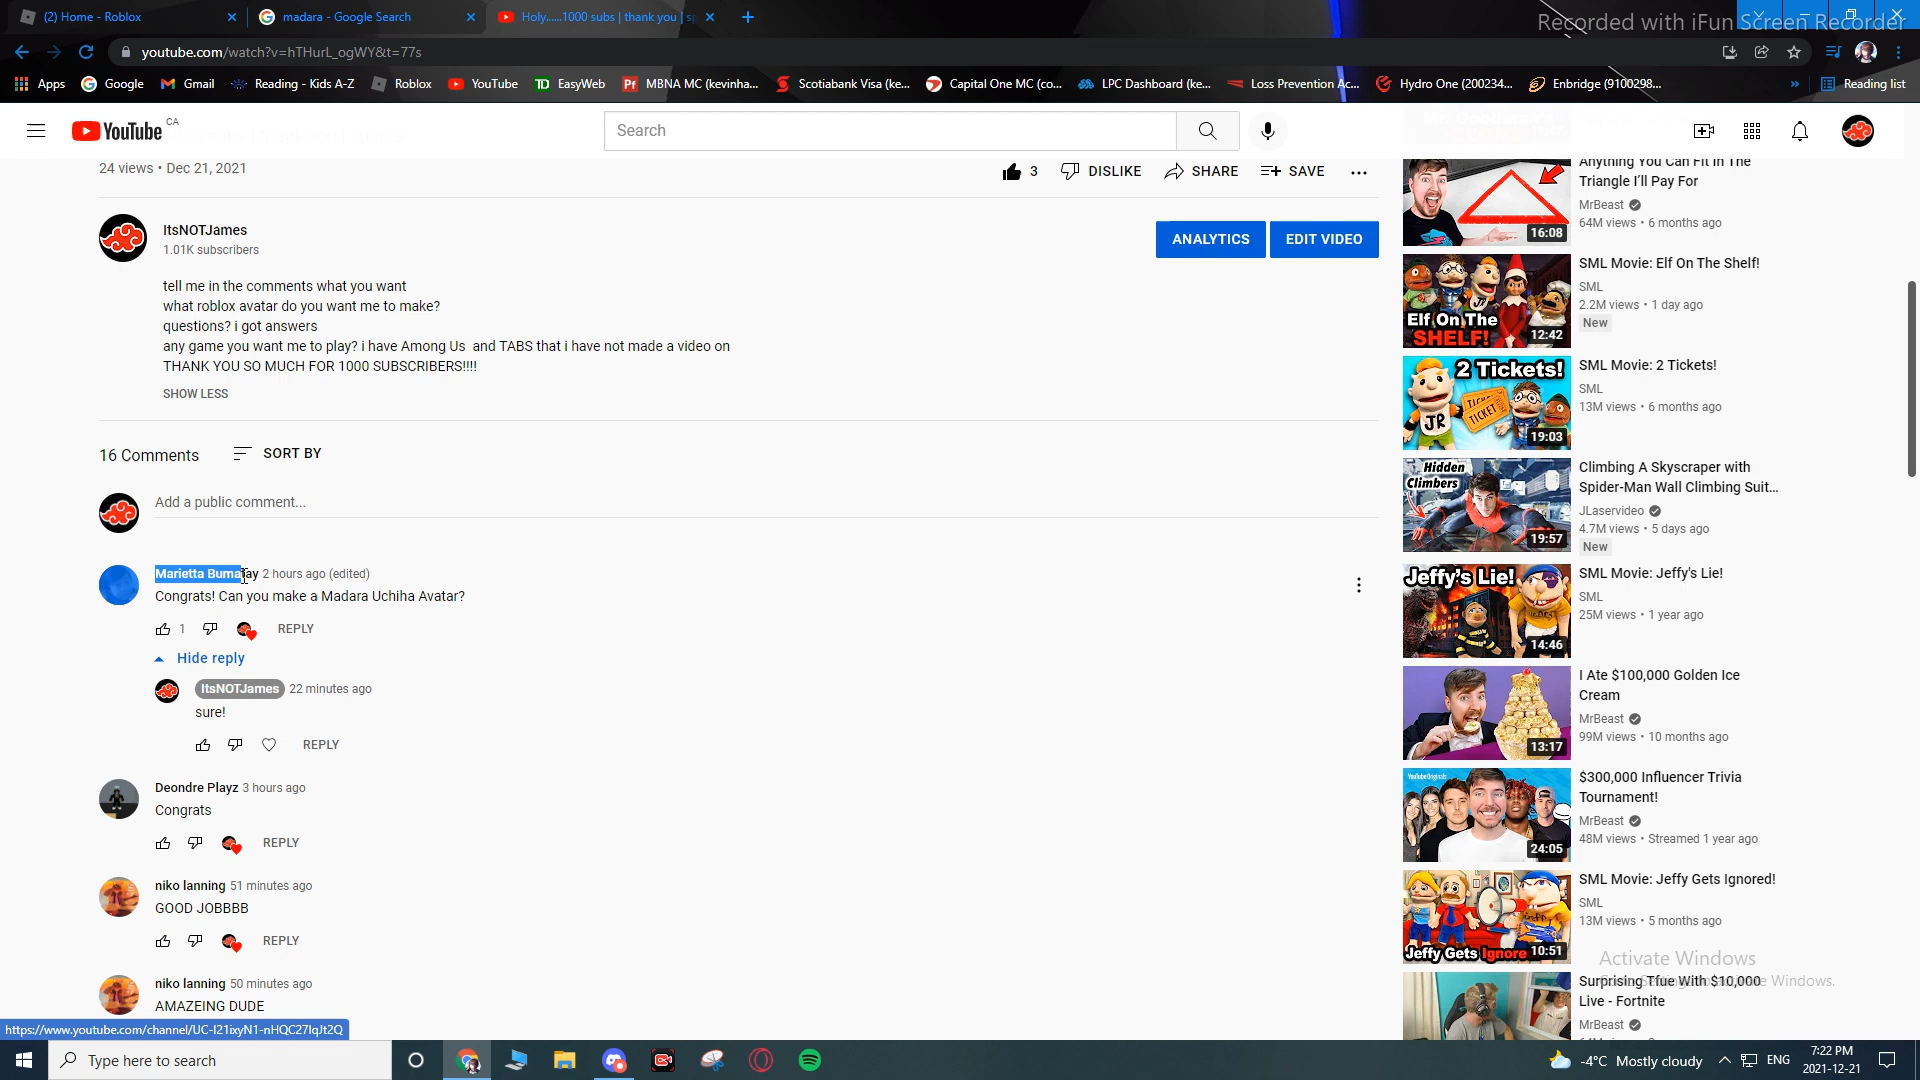 Recorded with iFun Screen Recorder
(2) Home - Roblox
madara - Google Search
Holy......1000 subs | thank you | s
youtube.com/watch?v=hTHurL_ogWY&t=77s
Apps
Google
Gmail
Reading - Kids A-Z
Roblox
YouTube
EasyWeb
MBNA MC (kevinha...
Scotiabank Visa (ke...
Capital One MC (co...
LPC Dashboard (ke...
Loss Prevention Ac...
Hydro One (200234...
Enbridge (9100298...
»
Reading list
YouTube CA
Search
24 views • Dec 21, 2021
3
DISLIKE
SHARE
SAVE
ItsNOTJames
1.01K subscribers
ANALYTICS
EDIT VIDEO
tell me in the comments what you want
what roblox avatar do you want me to make?
questions? i got answers
any game you want me to play? i have Among Us and TABS that i have not made a video on
THANK YOU SO MUCH FOR 1000 SUBSCRIBERS!!!!
SHOW LESS
16 Comments
SORT BY
Add a public comment...
Marietta 2 hours ago (edited)
Congrats! Can you make a Madara Uchiha Avatar?
1
REPLY
Hide reply
ItsNOTJames 22 minutes ago
sure!
REPLY
Deondre Playz 3 hours ago
Congrats
REPLY
niko lanning 51 minutes ago
GOOD JOBBBB
REPLY
niko lanning 50 minutes ago
AMAZEING DUDE
Anything You Can Fit In The
Triangle I'll Pay For
MrBeast
64M views • 6 months ago
16:08
SML Movie: Elf On The Shelf!
SML
2.2M views • 1 day ago
New
Elf On The
SHELF!
12:42
SML Movie: 2 Tickets!
SML
13M views • 6 months ago
2 Tickets!
TICKET
JR
19:03
Climbing A Skyscraper with
Spider-Man Wall Climbing Suit...
JLaservideo
4.7M views • 5 days ago
New
Hidden
Climbers
19:57
SML Movie: Jeffy's Lie!
SML
25M views • 1 year ago
Jeffy's Lie!
14:46
I Ate $100,000 Golden Ice
Cream
MrBeast
99M views • 10 months ago
13:17
$300,000 Influencer Trivia
Tournament!
MrBeast
48M views • Streamed 1 year ago
YouTube Originals
24:05
SML Movie: Jeffy Gets Ignored!
SML
13M views • 5 months ago
Jeffy Gets Ignore
10:51
Activate Windows
Surprising Tfue With $10,000
Live - Fortnite
MrBeast
https://www.youtube.com/channel/UC-I21ixyN1-nHQC27IqJt2Q
Type here to search
-4°C Mostly cloudy
ENG
7:22 PM
2021-12-21